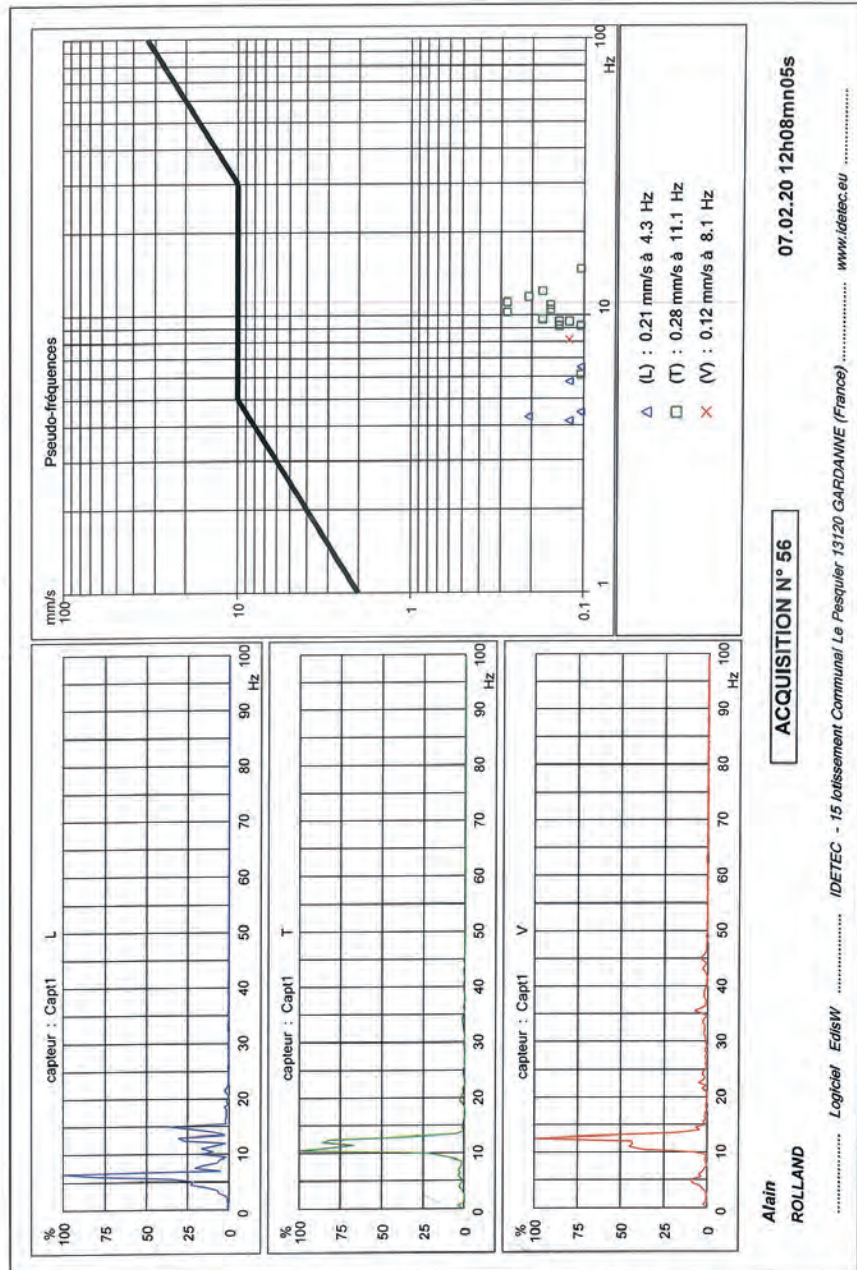 capteur : Capt1 L
%
100
75
50
25
0
0 10 20 30 40 50 60 70 80 90 100
Hz
capteur : Capt1 T
%
100
75
50
25
0
0 10 20 30 40 50 60 70 80 90 100
Hz
capteur : Capt1 V
%
100
75
50
25
0
0 10 20 30 40 50 60 70 80 90 100
Hz
mm/s Pseudo-fréquences
100
10
.1
0.1
1 10 100
Hz
(L) : 0.21 mm/s à 4.3 Hz
(T) : 0.28 mm/s à 11.1 Hz
(V) : 0.12 mm/s à 8.1 Hz
Alain
ROLLAND
ACQUISITION N° 56
07.02.20 12h08mn05s
.................... Logiciel EdisW .................... IDETEC - 15 lotissement Communal Le Pesquier 13120 GARDANNE (France) .................... www.idetec.eu ....................